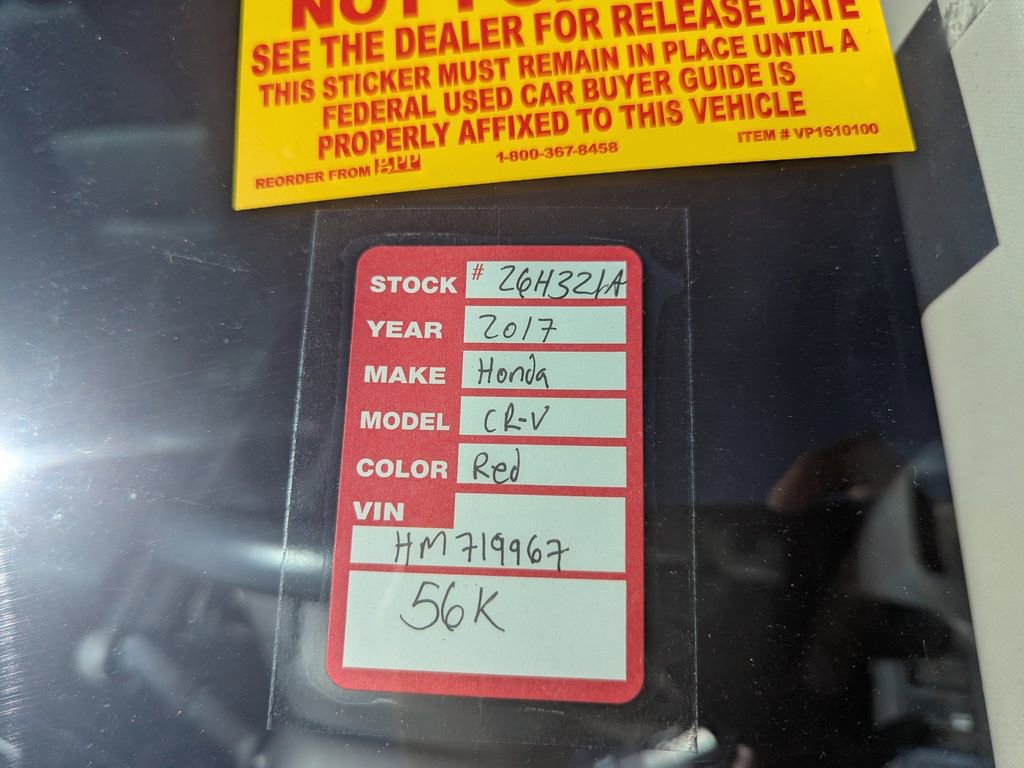 SEE THE DEALER FOR RELEASE DATE
THIS STICKER MUST REMAIN IN PLACE UNTIL A
FEDERAL USED CAR BUYER GUIDE IS
PROPERLY AFFIXED TO THIS VEHICLE
REORDER FROM gpp 1-800-367-8458 ITEM # VP1610100
STOCK # 26H321A
YEAR 2017
MAKE Honda
MODEL CR-V
COLOR Red
VIN
HM719967
56K